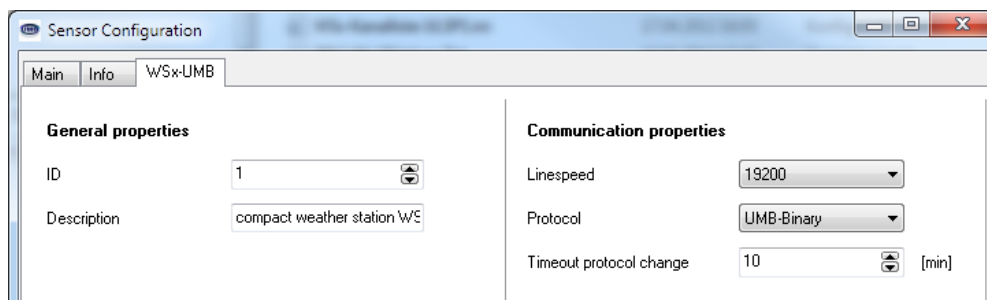 Sensor Configuration
Main Info WSx-UMB
General properties
ID 1
Description compact weather station WS
Communication properties
Linespeed 19200
Protocol UMB-Binary
Timeout protocol change 10 [min]